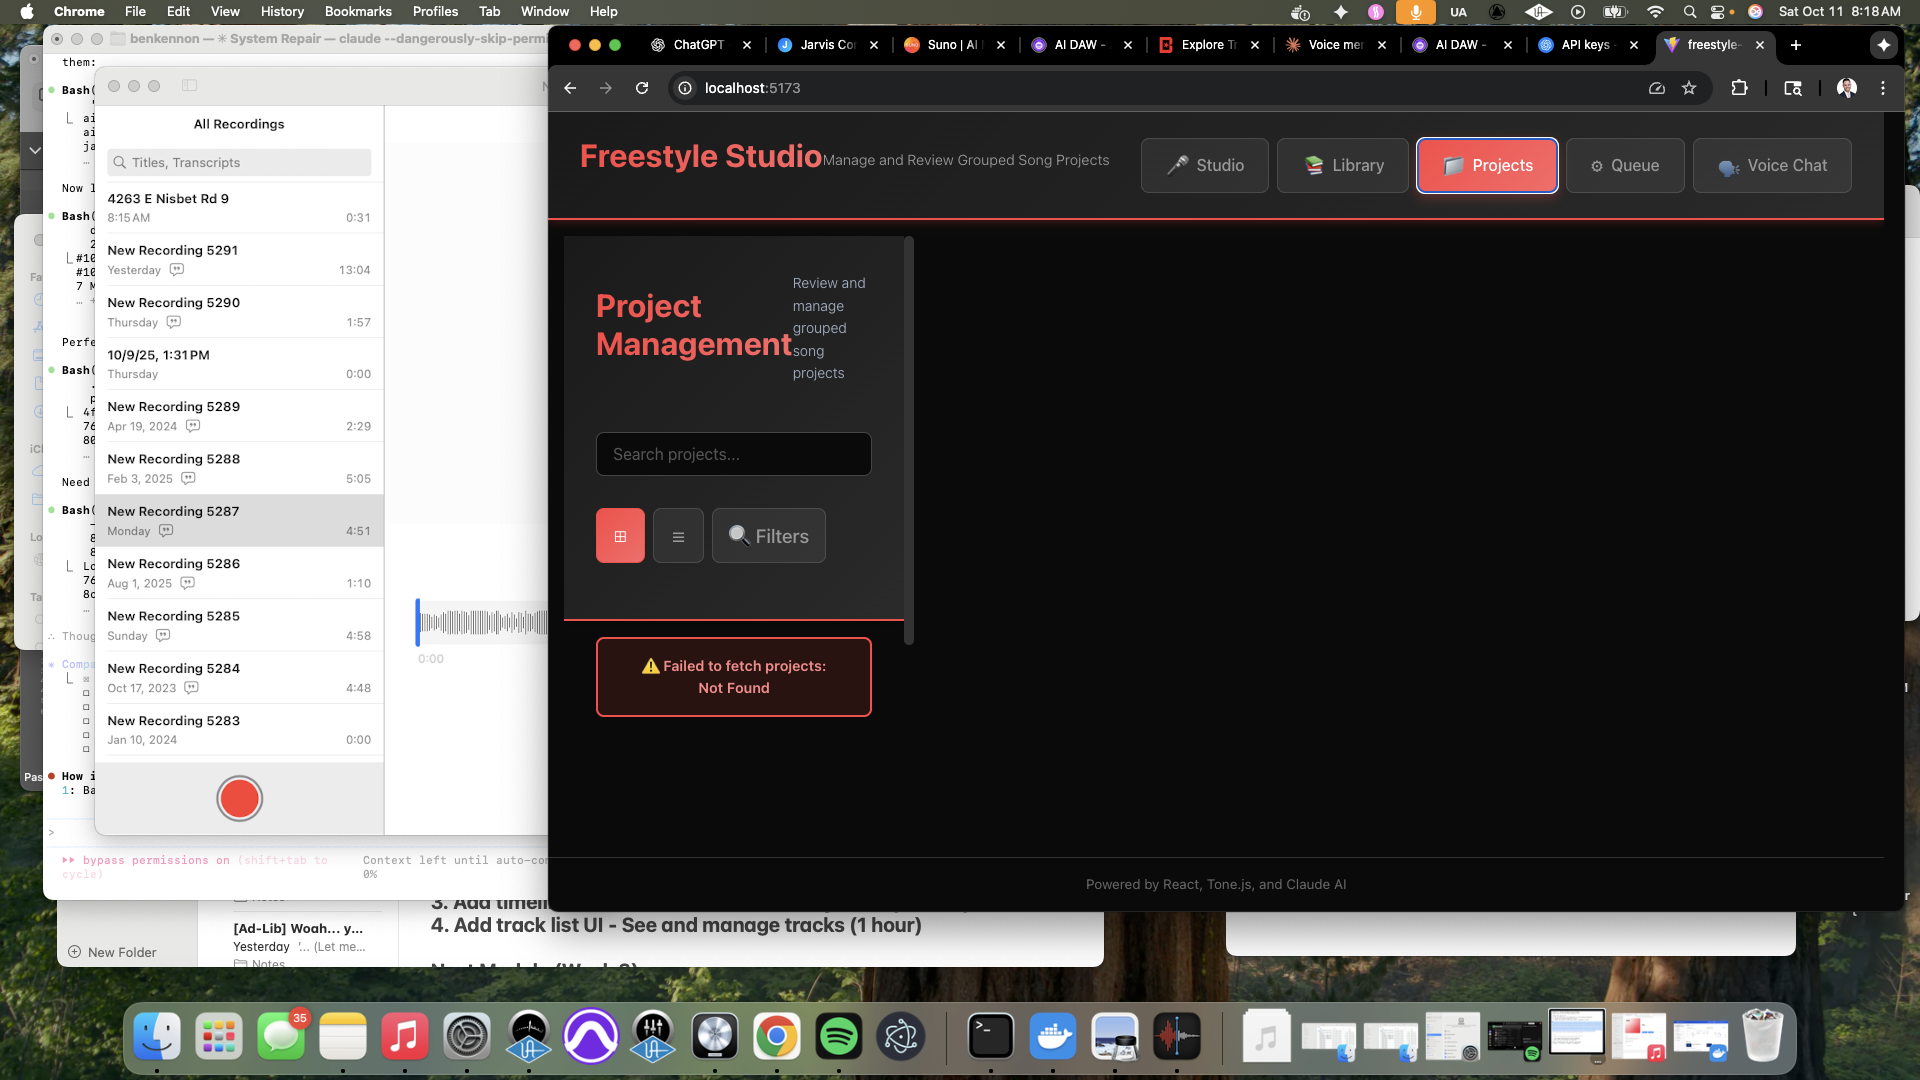 Chrome File Edit View History Bookmarks Profiles Tab Window Help
UA
Sat Oct 11 8:18 AM
benkennon — ✳ System Repair — claude --dangerously-skip-permi
them:
Bash(
Now l
Bash(
#10
#10
7 M
Perfe
Bash(
4f
76
80
Need
Bash(
Lo
76
8c
Thoug
Compa
How i
1: Ba
>
bypass permissions on (shift+tab to
cycle)
Context left until auto-com
0%
All Recordings
Titles, Transcripts
4263 E Nisbet Rd 9
8:15 AM 0:31
New Recording 5291
Yesterday 13:04
New Recording 5290
Thursday 1:57
10/9/25, 1:31 PM
Thursday 0:00
New Recording 5289
Apr 19, 2024 2:29
New Recording 5288
Feb 3, 2025 5:05
New Recording 5287
Monday 4:51
New Recording 5286
Aug 1, 2025 1:10
New Recording 5285
Sunday 4:58
New Recording 5284
Oct 17, 2023 4:48
New Recording 5283
Jan 10, 2024 0:00
0:00
ChatGPT
Jarvis Cor
Suno | AI
AI DAW -
Explore Tr
Voice mer
AI DAW -
API keys -
freestyle-
localhost:5173
Freestyle Studio
Manage and Review Grouped Song Projects
Studio
Library
Projects
Queue
Voice Chat
Project
Management
Review and
manage
grouped
song
projects
Search projects...
Filters
⚠️ Failed to fetch projects:
Not Found
Powered by React, Tone.js, and Claude AI
3. Add timeli
4. Add track list UI - See and manage tracks (1 hour)
[Ad-Lib] Woah... y...
Yesterday '... (Let me...
Notes
New Folder
35